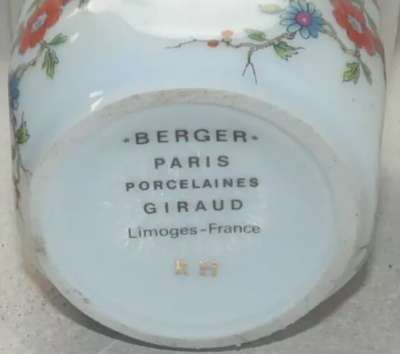 •BERGER•
PARIS
PORCELAINES
GIRAUD
Limoges-France